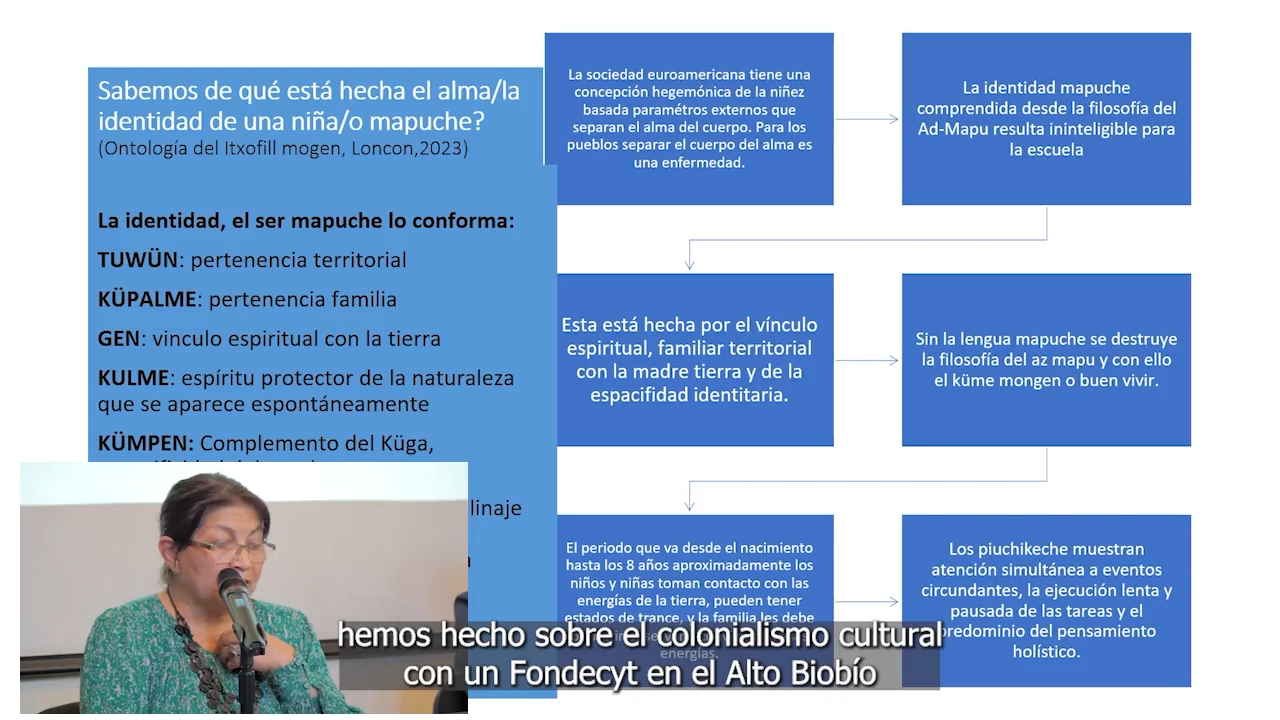 Sabemos de qué está hecha el alma/la
identidad de una niña/o mapuche?
(Ontología del Itxofill mogen, Loncon,2023)
La identidad, el ser mapuche lo conforma:
TUWÜN: pertenencia territorial
KÜPALME: pertenencia familia
GEN: vinculo espiritual con la tierra
KULME: espíritu protector de la naturaleza
que se aparece espontáneamente
KÜMPEN: Complemento del Küga,
linaje
La sociedad euroamericana tiene una
concepción hegemónica de la niñez
basada paramétros externos que
separan el alma del cuerpo. Para los
pueblos separar el cuerpo del alma es
una enfermedad.
La identidad mapuche
comprendida desde la filosofía del
Ad-Mapu resulta ininteligible para
la escuela
Esta está hecha por el vínculo
espiritual, familiar territorial
con la madre tierra y de la
espacifidad identitaria.
Sin la lengua mapuche se destruye
la filosofía del az mapu y con ello
el küme mongen o buen vivir.
El periodo que va desde el nacimiento
hasta los 8 años aproximadamente los
niños y niñas toman contacto con las
energías de la tierra, pueden tener
estados de trance, y la familia les debe
energías.
Los piuchikeche muestran
atención simultánea a eventos
circundantes, la ejecución lenta y
pausada de las tareas y el
predominio del pensamiento
holístico.
hemos hecho sobre el colonialismo cultural
con un Fondecyt en el Alto Biobío